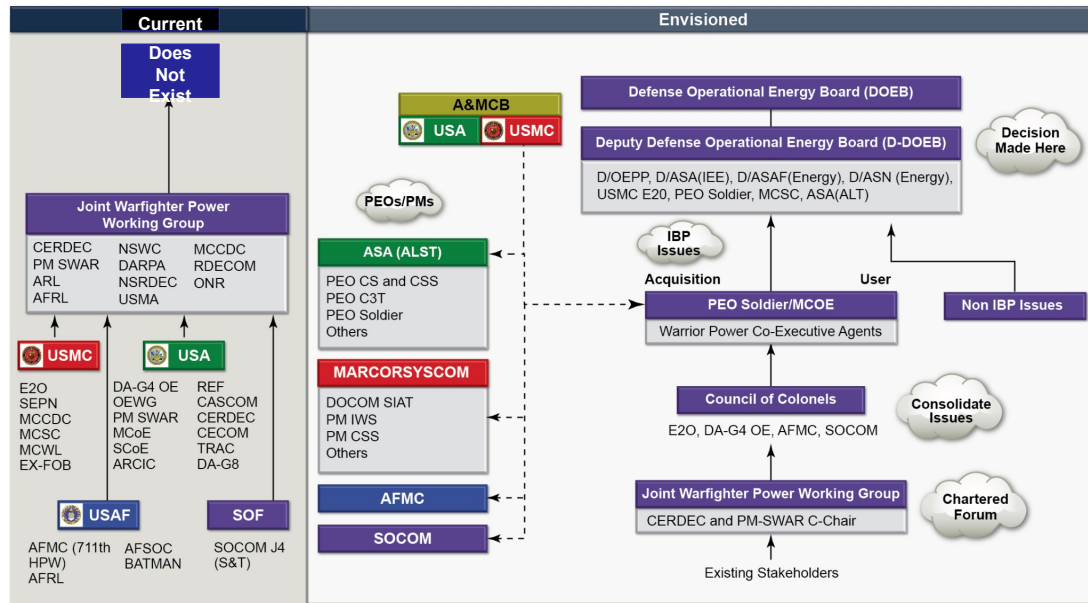 Current
Envisioned
Does
Not
Exist
Joint Warfighter Power
Working Group
CERDEC
PM SWAR
ARL
AFRL
NSWC
DARPA
NSRDEC
USMA
MCCDC
RDECOM
ONR
USMC
E2O
SEPN
MCCDC
MCSC
MCWL
EX-FOB
USA
DA-G4 OE
OEWG
PM SWAR
MCoE
SCoE
ARCIC
REF
CASCOM
CERDEC
CECOM
TRAC
DA-G8
USAF
AFMC (711th
HPW)
AFRL
AFSOC
BATMAN
SOF
SOCOM J4
(S&T)
A&MCB
USA
USMC
PEOs/PMs
ASA (ALST)
PEO CS and CSS
PEO C3T
PEO Soldier
Others
MARCORSYSCOM
DOCOM SIAT
PM IWS
PM CSS
Others
AFMC
SOCOM
Defense Operational Energy Board (DOEB)
Deputy Defense Operational Energy Board (D-DOEB)
D/OEPP, D/ASA(IEE), D/ASAF(Energy), D/ASN (Energy),
USMC E20, PEO Soldier, MCSC, ASA(ALT)
Decision
Made Here
IBP
Issues
Acquisition
User
PEO Soldier/MCOE
Warrior Power Co-Executive Agents
Non IBP Issues
Council of Colonels
E2O, DA-G4 OE, AFMC, SOCOM
Consolidate
Issues
Joint Warfighter Power Working Group
CERDEC and PM-SWAR C-Chair
Chartered
Forum
Existing Stakeholders